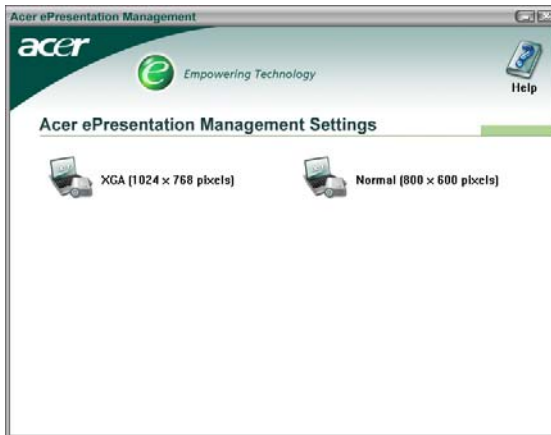 Acer ePresentation Management
acer
e Empowering Technology
Help
Acer ePresentation Management Settings
XGA (1024 x 768 pixels)
Normal (800 x 600 pixels)